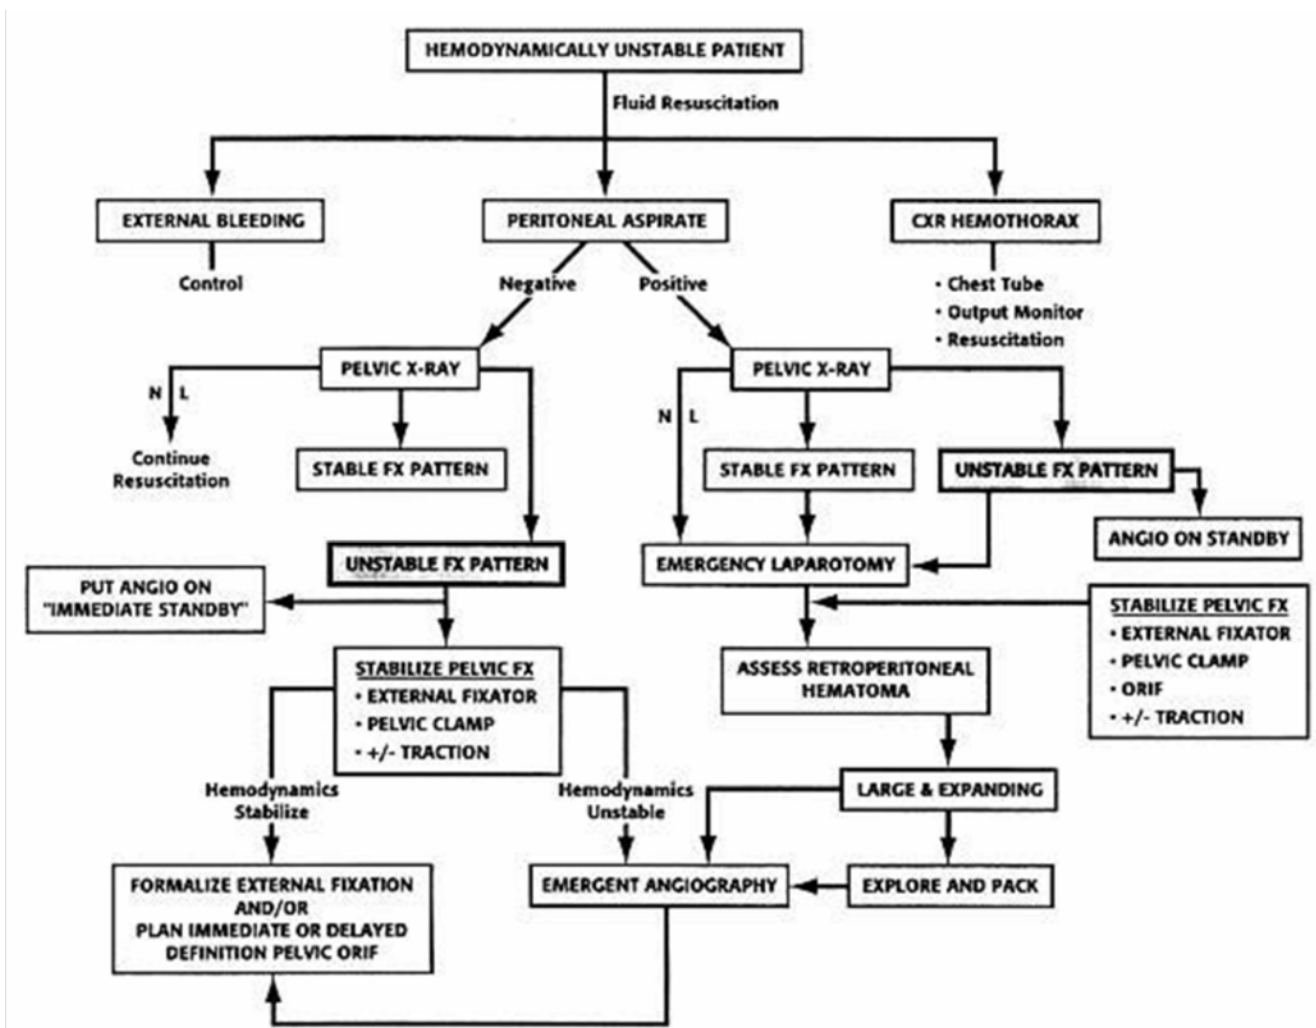 HEMODYNAMICALLY UNSTABLE PATIENT
Fluid Resuscitation
EXTERNAL BLEEDING
PERITONEAL ASPIRATE
CXR HEMOTHORAX
Control
Negative
Positive
• Chest Tube
• Output Monitor
• Resuscitation
PELVIC X-RAY
PELVIC X-RAY
N L
N L
Continue
Resuscitation
STABLE FX PATTERN
STABLE FX PATTERN
UNSTABLE FX PATTERN
ANGIO ON STANDBY
UNSTABLE FX PATTERN
EMERGENCY LAPAROTOMY
PUT ANGIO ON
"IMMEDIATE STANDBY"
STABILIZE PELVIC FX
• EXTERNAL FIXATOR
• PELVIC CLAMP
• ORIF
• +/- TRACTION
STABILIZE PELVIC FX
• EXTERNAL FIXATOR
• PELVIC CLAMP
• +/- TRACTION
ASSESS RETROPERITONEAL
HEMATOMA
Hemodynamics
Stabilize
Hemodynamics
Unstable
LARGE & EXPANDING
FORMALIZE EXTERNAL FIXATION
AND/OR
PLAN IMMEDIATE OR DELAYED
DEFINITION PELVIC ORIF
EMERGENT ANGIOGRAPHY
EXPLORE AND PACK